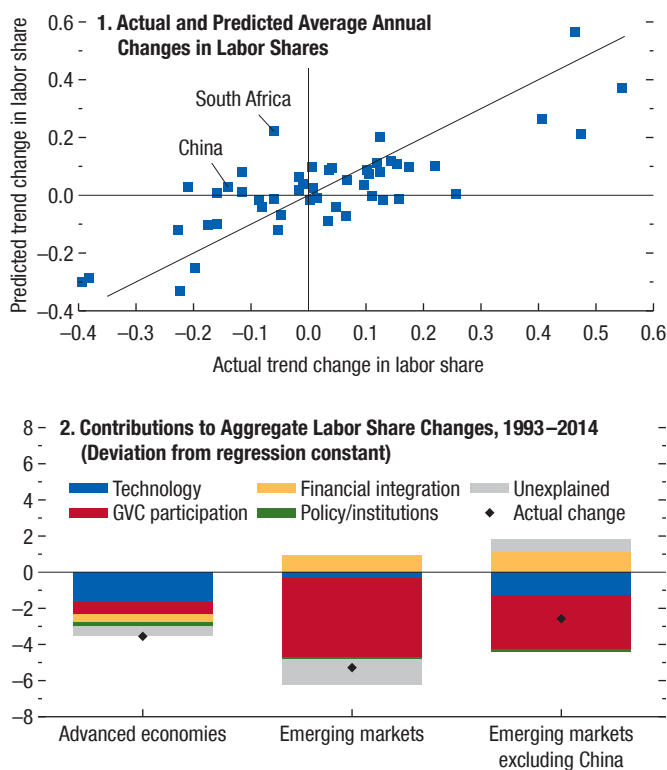 1. Actual and Predicted Average Annual
Changes in Labor Shares
Predicted trend change in labor share
0.6
0.4
0.2
0.0
–0.2
–0.4
South Africa
China
–0.4 –0.3 –0.2 –0.1 0.0 0.1 0.2 0.3 0.4 0.5 0.6
Actual trend change in labor share
2. Contributions to Aggregate Labor Share Changes, 1993–2014
(Deviation from regression constant)
Technology Financial integration Unexplained
GVC participation Policy/institutions Actual change
8
6
4
2
0
–2
–4
–6
–8
Advanced economies Emerging markets Emerging markets
excluding China